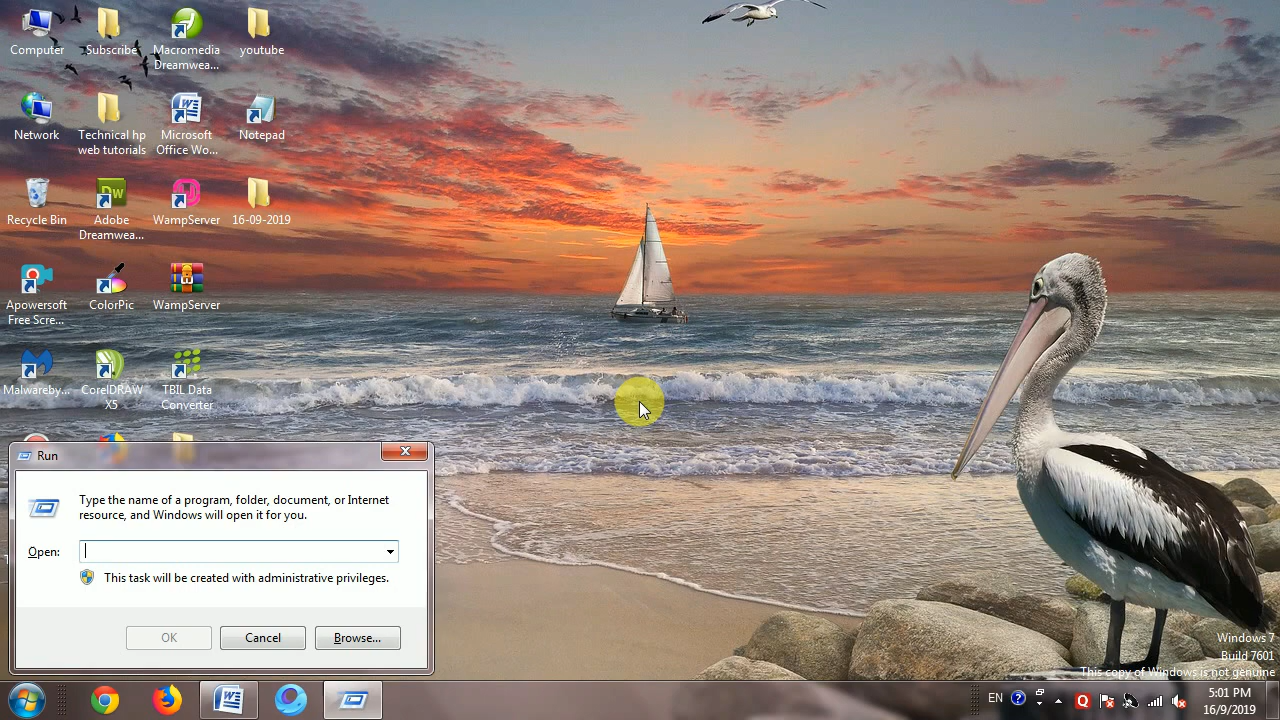 Computer
Subscribe
Macromedia
Dreamwea...
youtube
Network
Technical hp
web tutorials
Microsoft
Office Wo...
Notepad
Recycle Bin
Adobe
Dreamwea...
WampServer
16-09-2019
Apowersoft
Free Scre...
ColorPic
WampServer
Malwareby...
CorelDRAW
X5
TBIL Data
Converter
Run
Type the name of a program, folder, document, or Internet
resource, and Windows will open it for you.
Open:
This task will be created with administrative privileges.
OK
Cancel
Browse...
Windows 7
Build 7601
This copy of Windows is not genuine
EN
5:01 PM
16/9/2019